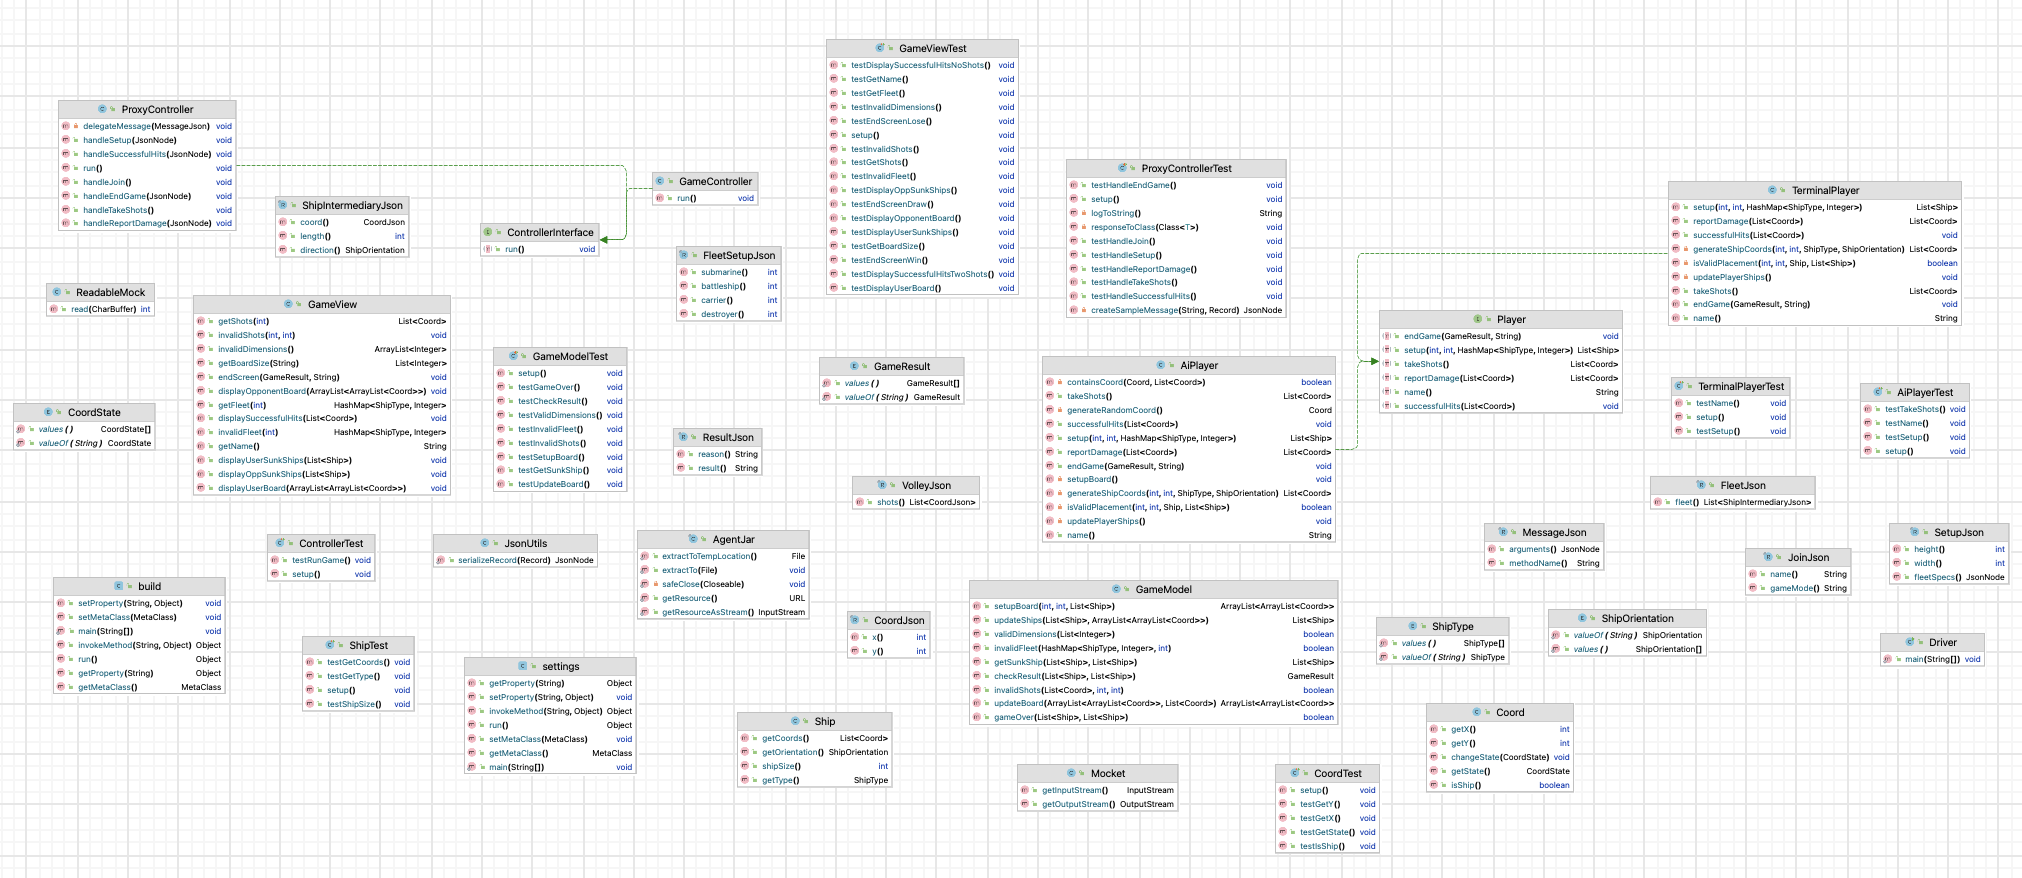 GameViewTest
testDisplaySuccessfulHitsNoShots() void
testGetName() void
testGetFleet() void
testInvalidDimensions() void
testEndScreenLose() void
setup() void
testInvalidShots() void
testGetShots() void
testInvalidFleet() void
testDisplayOppSunkShips() void
testEndScreenDraw() void
testDisplayOpponentBoard() void
testDisplayUserSunkShips() void
testGetBoardSize() void
testEndScreenWin() void
testDisplaySuccessfulHitsTwoShots() void
testDisplayUserBoard() void
ProxyController
delegateMessage(MessageJson) void
handleSetup(JsonNode) void
handleSuccessfulHits(JsonNode) void
run() void
handleJoin() void
handleEndGame(JsonNode) void
handleTakeShots() void
handleReportDamage(JsonNode) void
ShipIntermediaryJson
coord() CoordJson
length() int
direction() ShipOrientation
ControllerInterface
run() void
GameController
run() void
FleetSetupJson
submarine() int
battleship() int
carrier() int
destroyer() int
ProxyControllerTest
testHandleEndGame() void
setup() void
logToString() String
responseToClass(Class<T>) void
testHandleJoin() void
testHandleSetup() void
testHandleReportDamage() void
testHandleTakeShots() void
testHandleSuccessfulHits() void
createSampleMessage(String, Record) JsonNode
TerminalPlayer
setup(int, int, HashMap<ShipType, Integer>) List<Ship>
reportDamage(List<Coord>) List<Coord>
successfulHits(List<Coord>) void
generateShipCoords(int, int, ShipType, ShipOrientation) List<Coord>
isValidPlacement(int, int, Ship, List<Ship>) boolean
updatePlayerShips() void
takeShots() List<Coord>
endGame(GameResult, String) void
name() String
ReadableMock
read(CharBuffer) int
GameView
getShots(int) List<Coord>
invalidShots(int, int) void
invalidDimensions() ArrayList<Integer>
getBoardSize(String) List<Integer>
endScreen(GameResult, String) void
displayOpponentBoard(ArrayList<ArrayList<Coord>>) void
getFleet(int) HashMap<ShipType, Integer>
displaySuccessfulHits(List<Coord>) void
invalidFleet(int) HashMap<ShipType, Integer>
getName() String
displayUserSunkShips(List<Ship>) void
displayOppSunkShips(List<Ship>) void
displayUserBoard(ArrayList<ArrayList<Coord>>) void
Player
endGame(GameResult, String) void
setup(int, int, HashMap<ShipType, Integer>) List<Ship>
takeShots() List<Coord>
reportDamage(List<Coord>) List<Coord>
name() String
successfulHits(List<Coord>) void
GameModelTest
setup() void
testGameOver() void
testCheckResult() void
testValidDimensions() void
testInvalidFleet() void
testInvalidShots() void
testSetupBoard() void
testGetSunkShip() void
testUpdateBoard() void
GameResult
values ( ) GameResult[]
valueOf ( String ) GameResult
AiPlayer
containsCoord(Coord, List<Coord>) boolean
takeShots() List<Coord>
generateRandomCoord() Coord
successfulHits(List<Coord>) void
setup(int, int, HashMap<ShipType, Integer>) List<Ship>
reportDamage(List<Coord>) List<Coord>
endGame(GameResult, String) void
setupBoard() void
generateShipCoords(int, int, ShipType, ShipOrientation) List<Coord>
isValidPlacement(int, int, Ship, List<Ship>) boolean
updatePlayerShips() void
name() String
TerminalPlayerTest
testName() void
setup() void
testSetup() void
AiPlayerTest
testTakeShots() void
testName() void
testSetup() void
setup() void
CoordState
values ( ) CoordState[]
valueOf ( String ) CoordState
ResultJson
reason() String
result() String
VolleyJson
shots() List<CoordJson>
FleetJson
fleet() List<ShipIntermediaryJson>
MessageJson
arguments() JsonNode
methodName() String
SetupJson
height() int
width() int
fleetSpecs() JsonNode
JoinJson
name() String
gameMode() String
ControllerTest
testRunGame() void
setup() void
JsonUtils
serializeRecord(Record) JsonNode
AgentJar
extractToTempLocation() File
extractTo(File) void
safeClose(Closeable) void
getResource() URL
getResourceAsStream() InputStream
build
setProperty(String, Object) void
setMetaClass(MetaClass) void
main(String[]) void
invokeMethod(String, Object) Object
run() Object
getProperty(String) Object
getMetaClass() MetaClass
GameModel
setupBoard(int, int, List<Ship>) ArrayList<ArrayList<Coord>>
updateShips(List<Ship>, ArrayList<ArrayList<Coord>>) List<Ship>
validDimensions(List<Integer>) boolean
invalidFleet(HashMap<ShipType, Integer>, int) boolean
getSunkShip(List<Ship>, List<Ship>) List<Ship>
checkResult(List<Ship>, List<Ship>) GameResult
invalidShots(List<Coord>, int, int) boolean
updateBoard(ArrayList<ArrayList<Coord>>, List<Coord>) ArrayList<ArrayList<Coord>>
gameOver(List<Ship>, List<Ship>) boolean
CoordJson
x() int
y() int
ShipType
values ( ) ShipType[]
valueOf ( String ) ShipType
ShipOrientation
valueOf ( String ) ShipOrientation
values ( ) ShipOrientation[]
Driver
main(String[]) void
ShipTest
testGetCoords() void
testGetType() void
setup() void
testShipSize() void
settings
getProperty(String) Object
setProperty(String, Object) void
invokeMethod(String, Object) Object
run() Object
setMetaClass(MetaClass) void
getMetaClass() MetaClass
main(String[]) void
Ship
getCoords() List<Coord>
getOrientation() ShipOrientation
shipSize() int
getType() ShipType
Coord
getX() int
getY() int
changeState(CoordState) void
getState() CoordState
isShip() boolean
Mocket
getInputStream() InputStream
getOutputStream() OutputStream
CoordTest
setup() void
testGetY() void
testGetX() void
testGetState() void
testIsShip() void